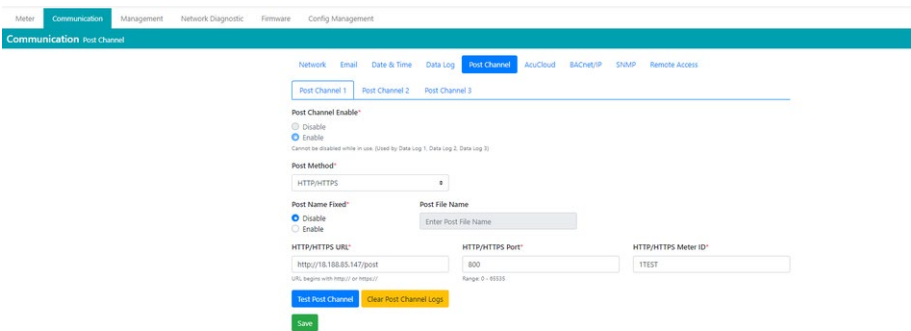 Meter Communication Management Network Diagnostic Firmware Config Management
Communication Post Channel
Network Email Date & Time Data Log Post Channel AcuCloud BACnet/IP SNMP Remote Access
Post Channel 1 Post Channel 2 Post Channel 3
Post Channel Enable*
Disable
Enable
Cannot be disabled while in use. (Used by Data Log 1, Data Log 2, Data Log 3)
Post Method*
HTTP/HTTPS
Post Name Fixed* Post File Name
Disable Enter Post File Name
Enable
HTTP/HTTPS URL* HTTP/HTTPS Port* HTTP/HTTPS Meter ID*
http://18.188.85.147/post 800 1TEST
URL begins with http:// or https:// Range: 0 - 65535.
Test Post Channel Clear Post Channel Logs
Save